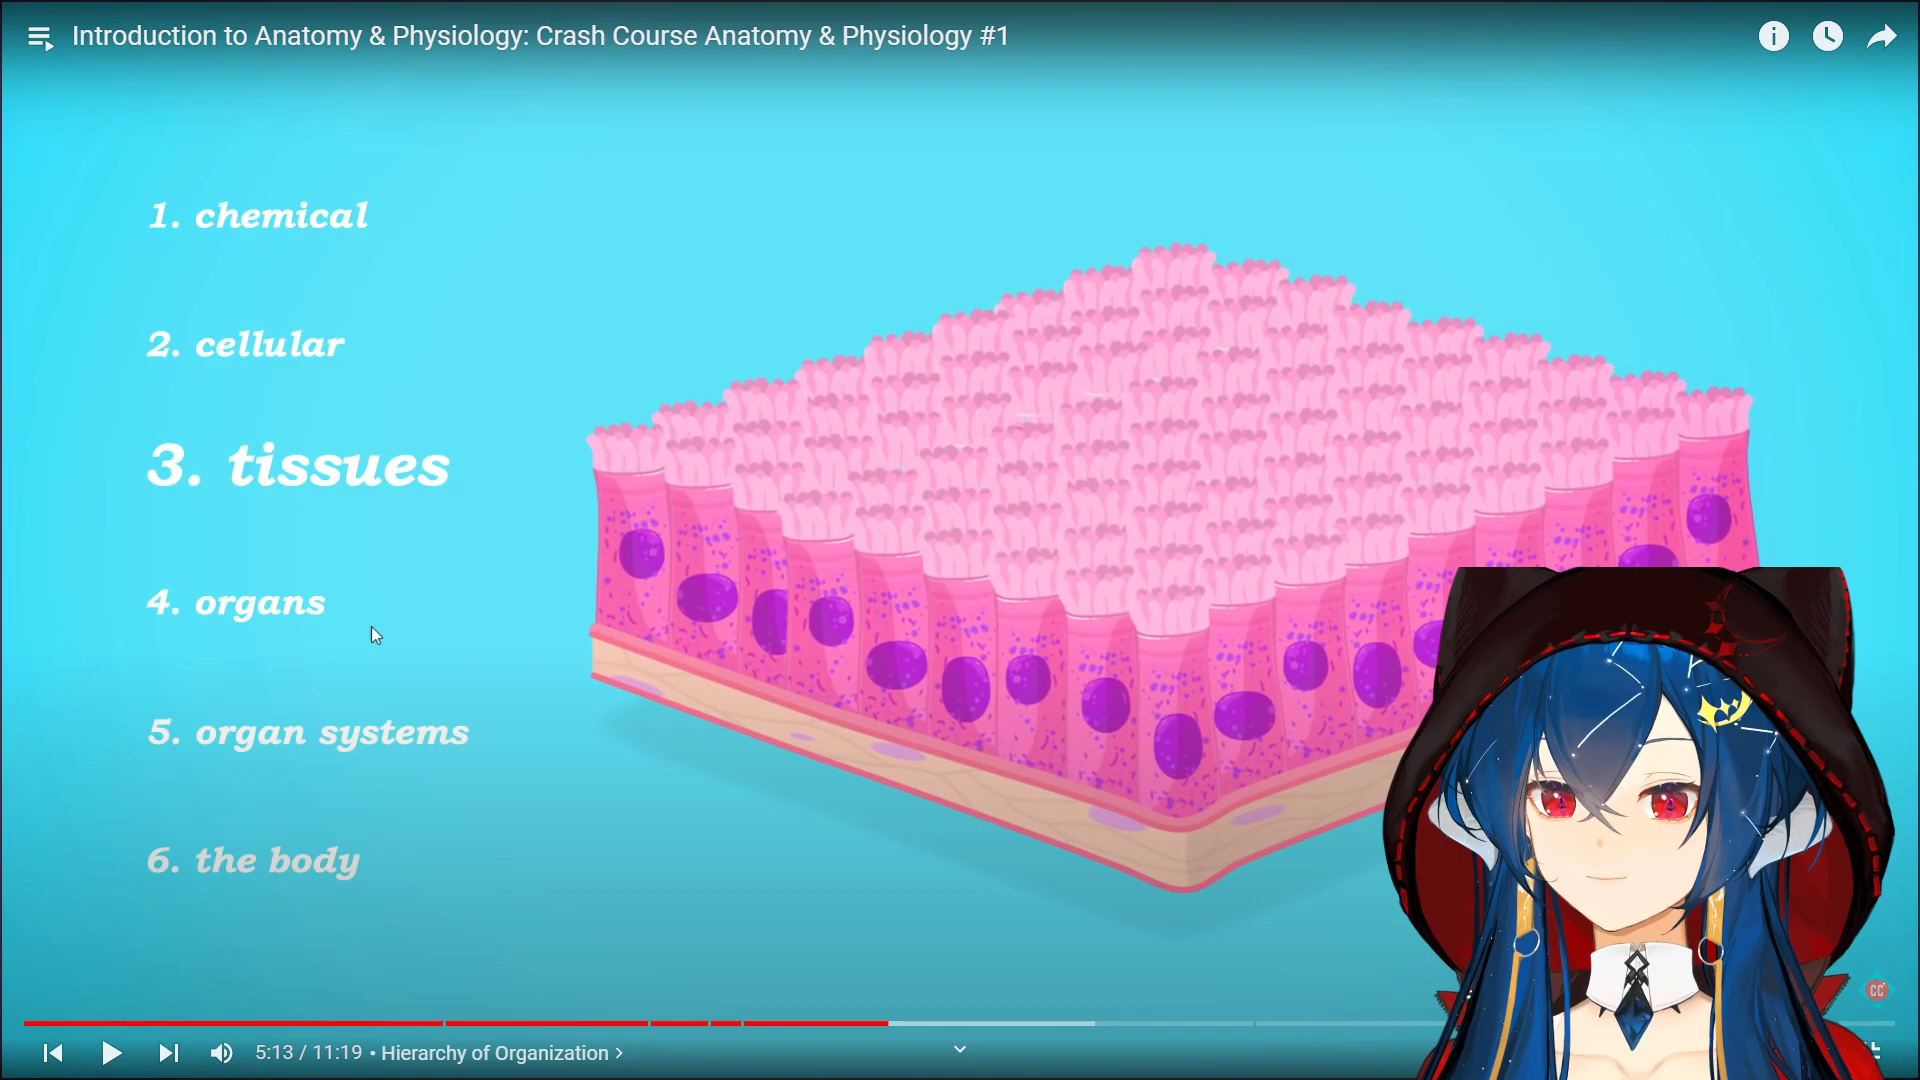 Introduction to Anatomy & Physiology: Crash Course Anatomy & Physiology #1
1. chemical
2. cellular
3. tissues
4. organs
5. organ systems
6. the body
CC
5:13 / 11:19 • Hierarchy of Organization >